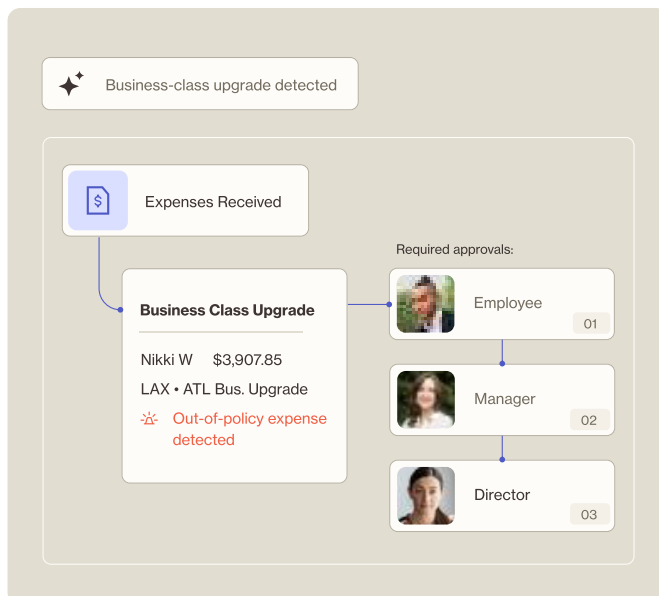 Business-class upgrade detected
Expenses Received
Required approvals:
Business Class Upgrade
Nikki W $3,907.85
LAX • ATL Bus. Upgrade
Out-of-policy expense
detected
Employee
01
Manager
02
Director
03